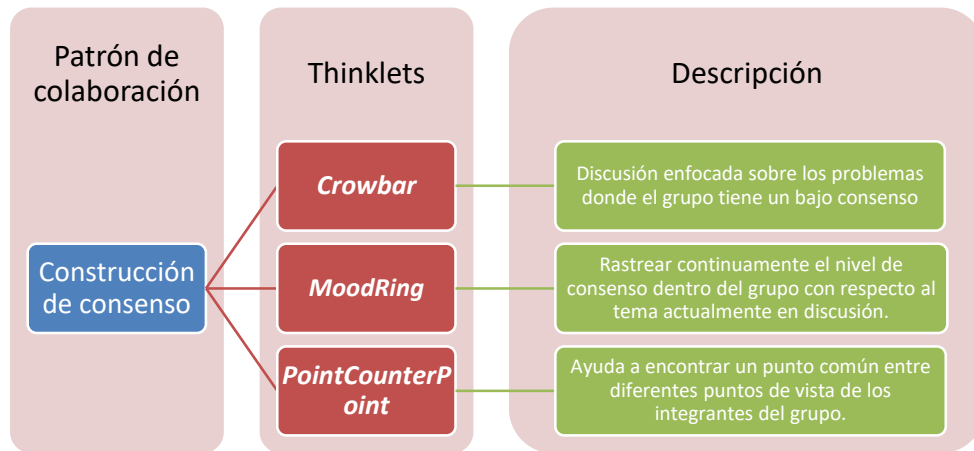 Patrón de
colaboración
Thinklets
Descripción
Construcción
de consenso
Crowbar
Discusión enfocada sobre los problemas
donde el grupo tiene un bajo consenso
MoodRing
Rastrear continuamente el nivel de
consenso dentro del grupo con respecto al
tema actualmente en discusión.
PointCounterP
oint
Ayuda a encontrar un punto común entre
diferentes puntos de vista de los
integrantes del grupo.